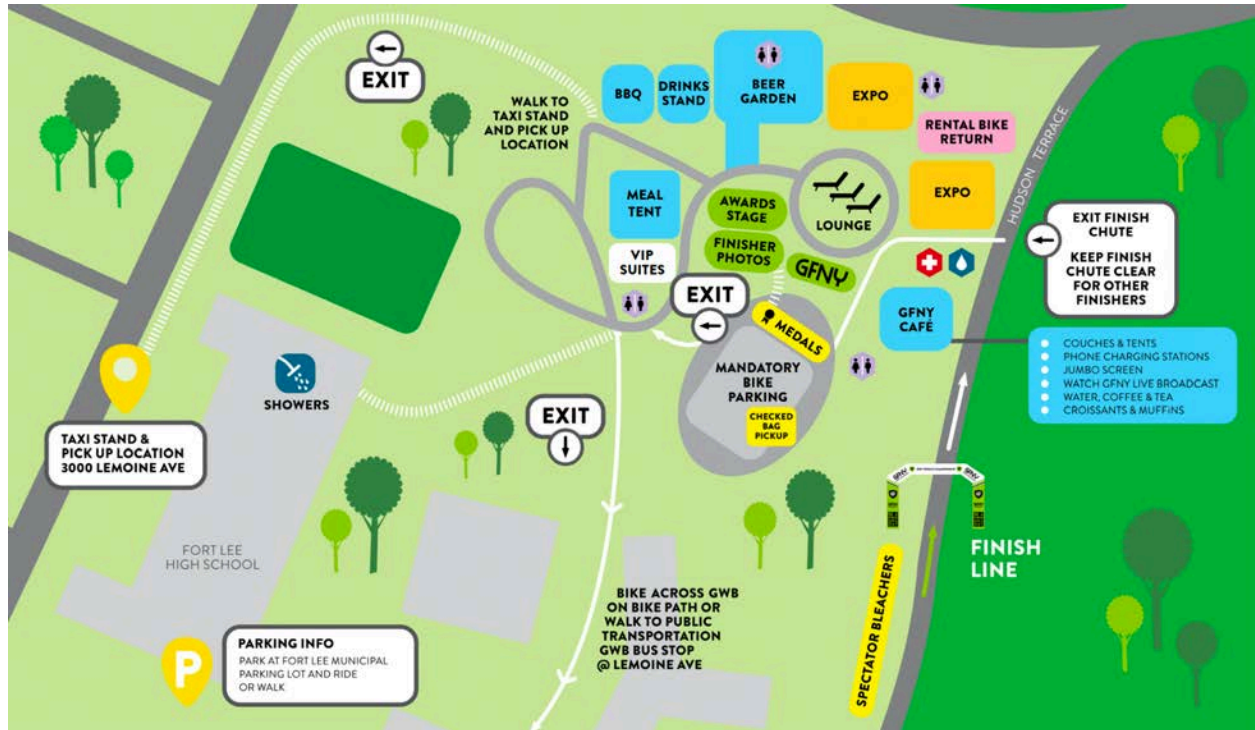 EXIT
WALK TO
TAXI STAND
AND PICK UP
LOCATION
BBQ
DRINKS
STAND
BEER
GARDEN
EXPO
RENTAL BIKE
RETURN
EXPO
HUDSON TERRACE
MEAL
TENT
VIP
SUITES
AWARDS
STAGE
FINISHER
PHOTOS
GFNY
LOUNGE
EXIT FINISH
CHUTE
KEEP FINISH
CHUTE CLEAR
FOR OTHER
FINISHERS
EXIT
MEDALS
MANDATORY
BIKE
PARKING
CHECKED
BAG
PICKUP
GFNY
CAFÉ
COUCHES & TENTS
PHONE CHARGING STATIONS
JUMBO SCREEN
WATCH GFNY LIVE BROADCAST
WATER, COFFEE & TEA
CROISSANTS & MUFFiNS
SHOWERS
EXIT
TAXI STAND &
PICK UP LOCATION
3000 LEMOINE AVE
FORT LEE
HIGH SCHOOL
P
PARKING INFO
PARK AT FORT LEE MUNICIPAL
PARKING LOT AND RIDE
OR WALK
BIKE ACROSS GWB
ON BIKE PATH OR
WALK TO PUBLIC
TRANSPORTATION
GWB BUS STOP
@ LEMOINE AVE
GFNY
GFNY
FINISH
LINE
SPECTATOR BLEACHERS